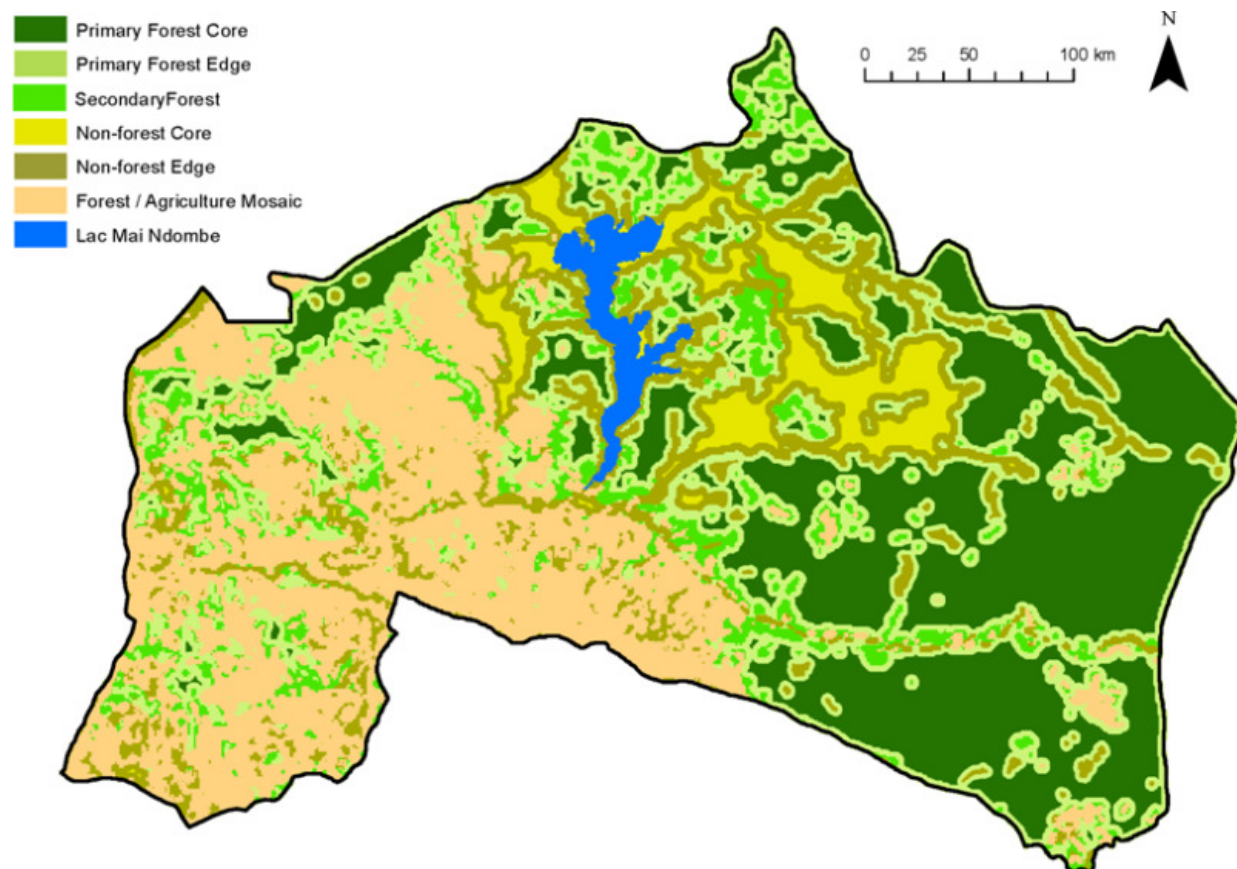 Primary Forest Core
Primary Forest Edge
SecondaryForest
Non-forest Core
Non-forest Edge
Forest / Agriculture Mosaic
Lac Mai Ndombe
0 25 50 100 km
N